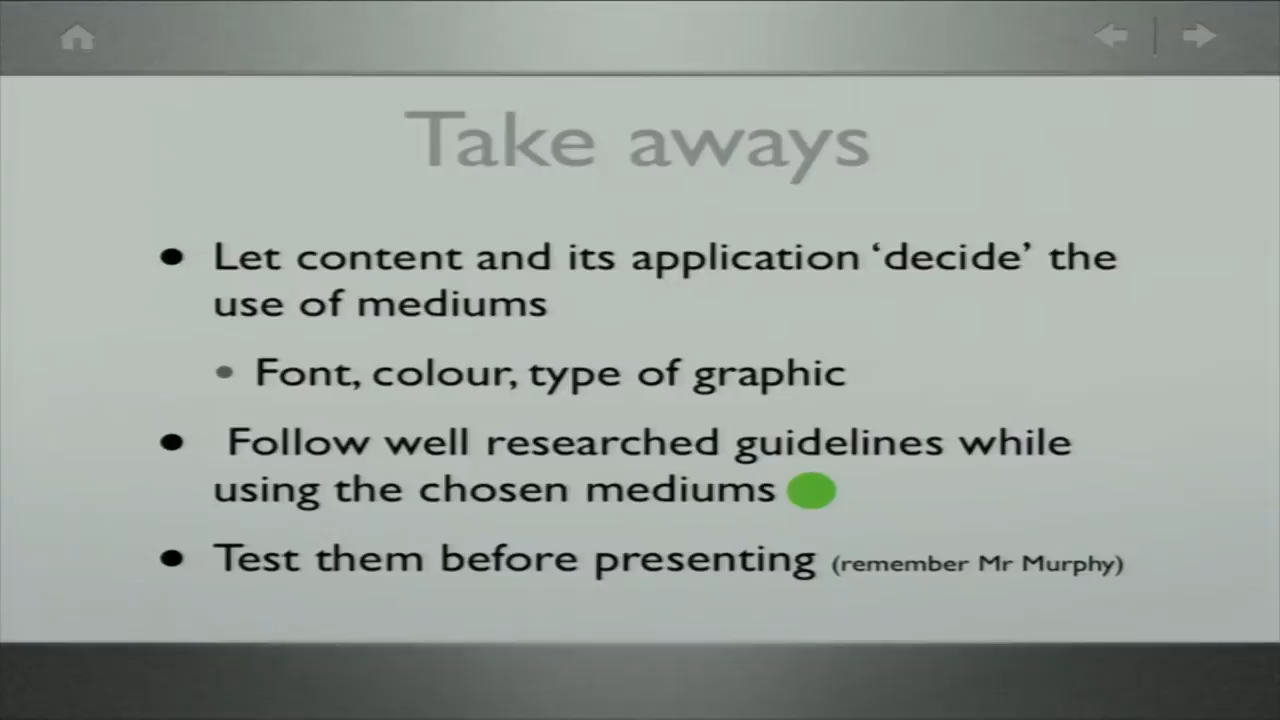 Take aways
Let content and its application ‘decide’ the
use of mediums
Font, colour, type of graphic
Follow well researched guidelines while
using the chosen mediums
Test them before presenting (remember Mr Murphy)